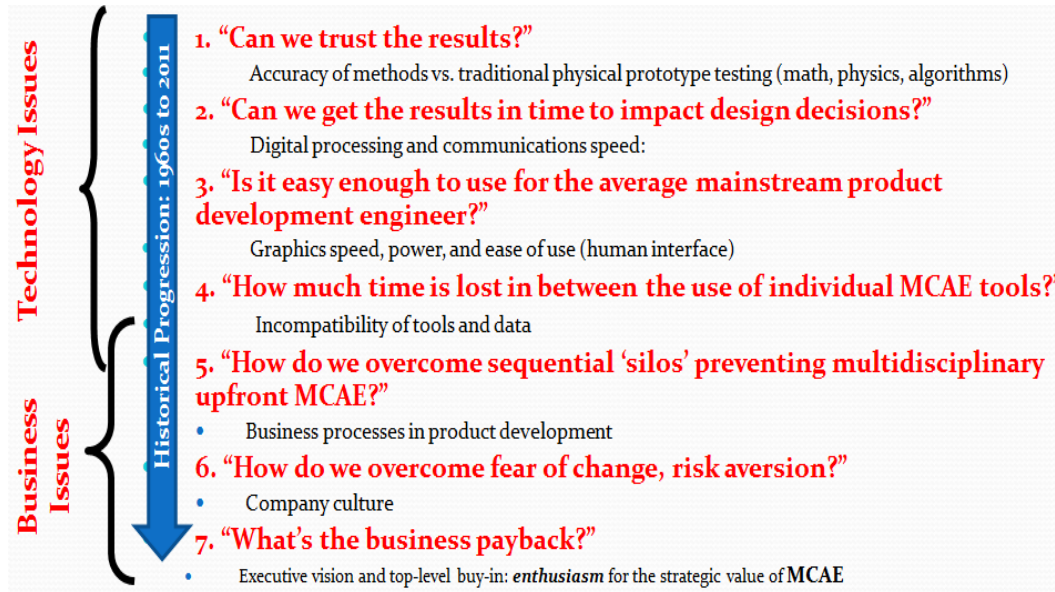 Technology Issues
Business
Issues
Historical Progression: 1960s to 2011
1. “Can we trust the results?”
Accuracy of methods vs. traditional physical prototype testing (math, physics, algorithms)
2. “Can we get the results in time to impact design decisions?”
Digital processing and communications speed:
3. “Is it easy enough to use for the average mainstream product
development engineer?”
Graphics speed, power, and ease of use (human interface)
4. “How much time is lost in between the use of individual MCAE tools?”
Incompatibility of tools and data
5. “How do we overcome sequential ‘silos’ preventing multidisciplinary
upfront MCAE?”
• Business processes in product development
6. “How do we overcome fear of change, risk aversion?”
• Company culture
7. “What’s the business payback?”
• Executive vision and top-level buy-in: enthusiasm for the strategic value of MCAE